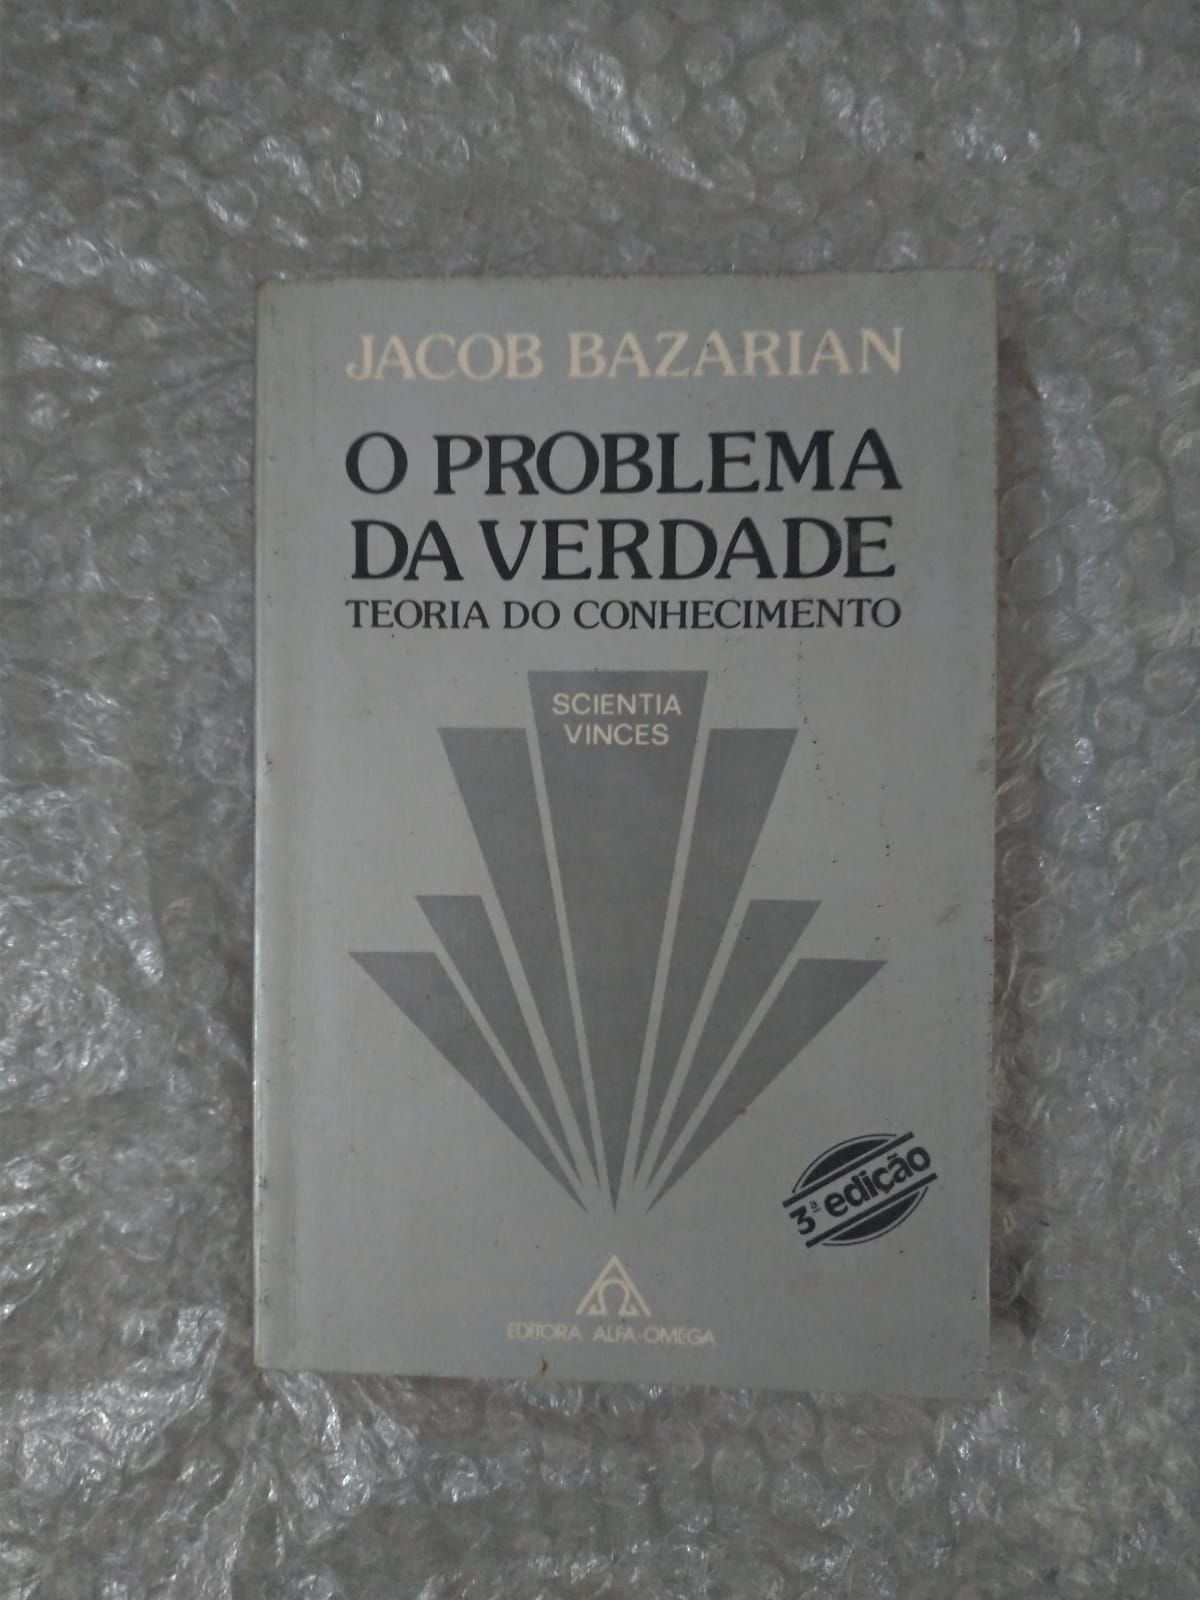 JACOB BAZARIAN
O PROBLEMA
DA VERDADE
TEORIA DO CONHECIMENTO
SCIENTIA
VINCES
3ª edição
EDITORA ALFA-OMEGA